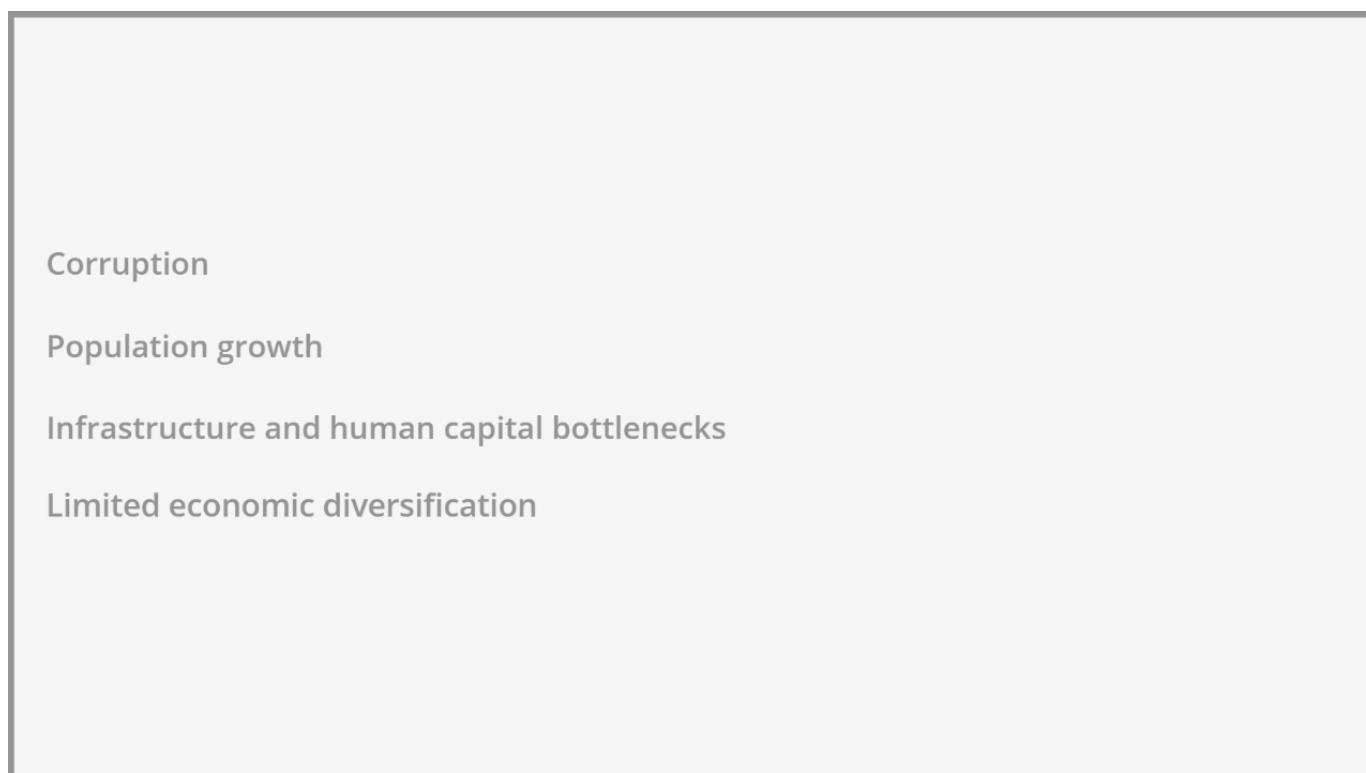 Corruption
Population growth
Infrastructure and human capital bottlenecks
Limited economic diversification